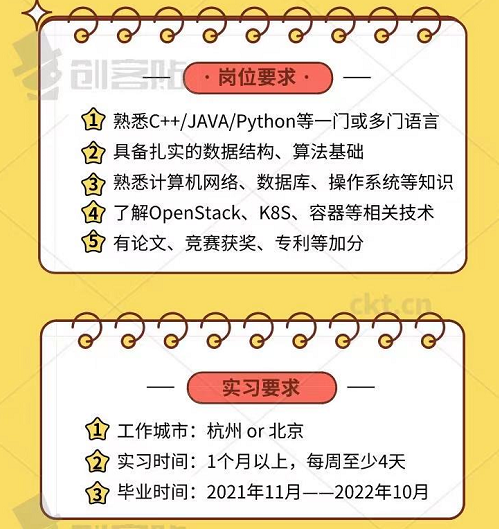 创客贴
·岗位要求·
1 熟悉C++/JAVA/Python等一门或多门语言
2 具备扎实的数据结构、算法基础
3 熟悉计算机网络、数据库、操作系统等知识
4 了解OpenStack、K8S、容器等相关技术
5 有论文、竞赛获奖、专利等加分
ckt.cn
实习要求
1 工作城市：杭州 or 北京
2 实习时间：1个月以上，每周至少4天
3 毕业时间：2021年11月——2022年10月
创客贴